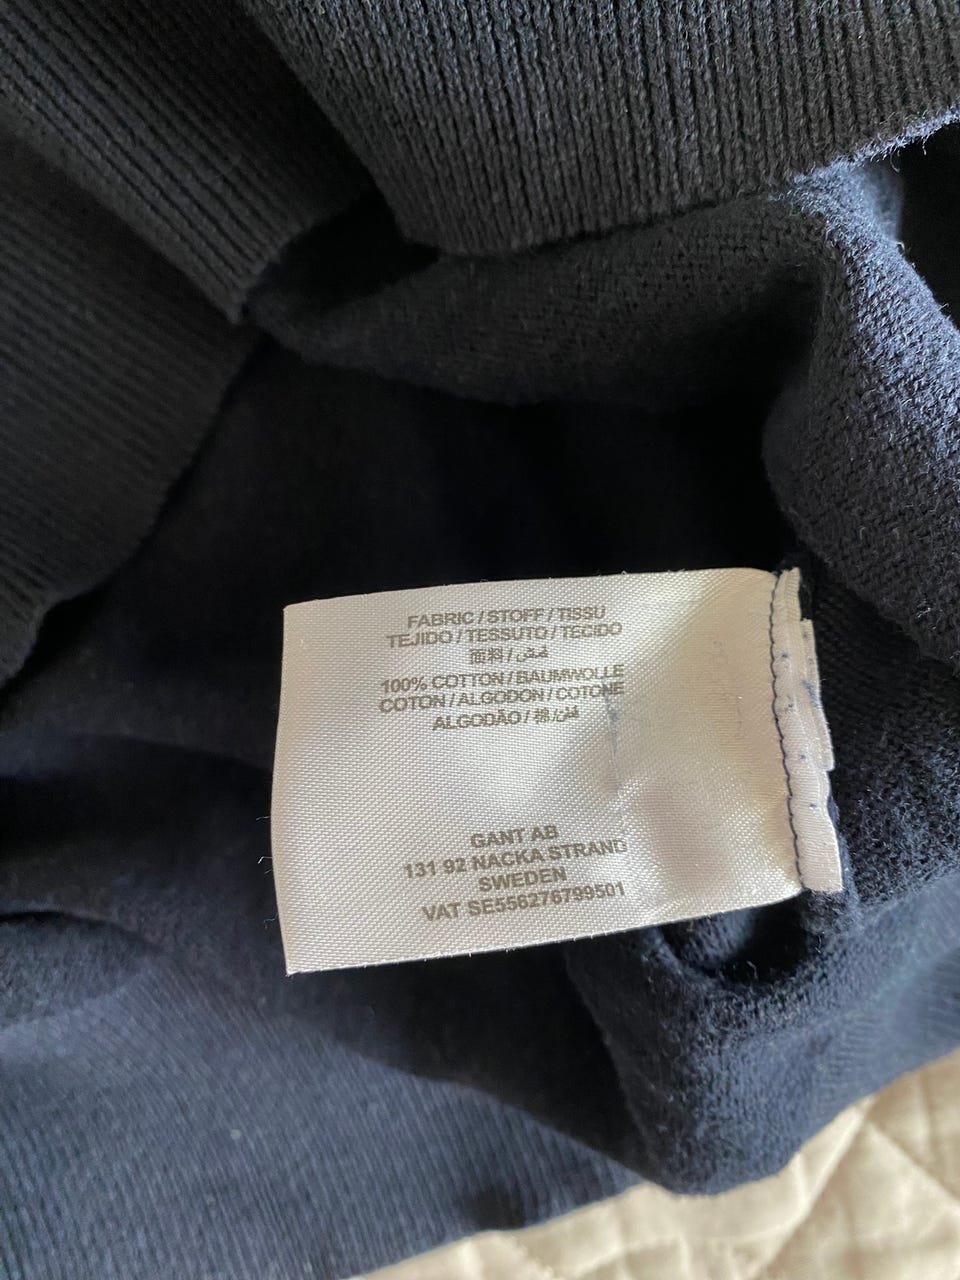 FABRIC / STOFF / TISSU
TEJIDO / TESSUTO / TECIDO
面料 / قماش
100% COTTON / BAUMWOLLE
COTON / ALGODON / COTONE
ALGODÃO / 棉 / قطن
GANT AB
131 92 NACKA STRAND
SWEDEN
VAT SE556276799501